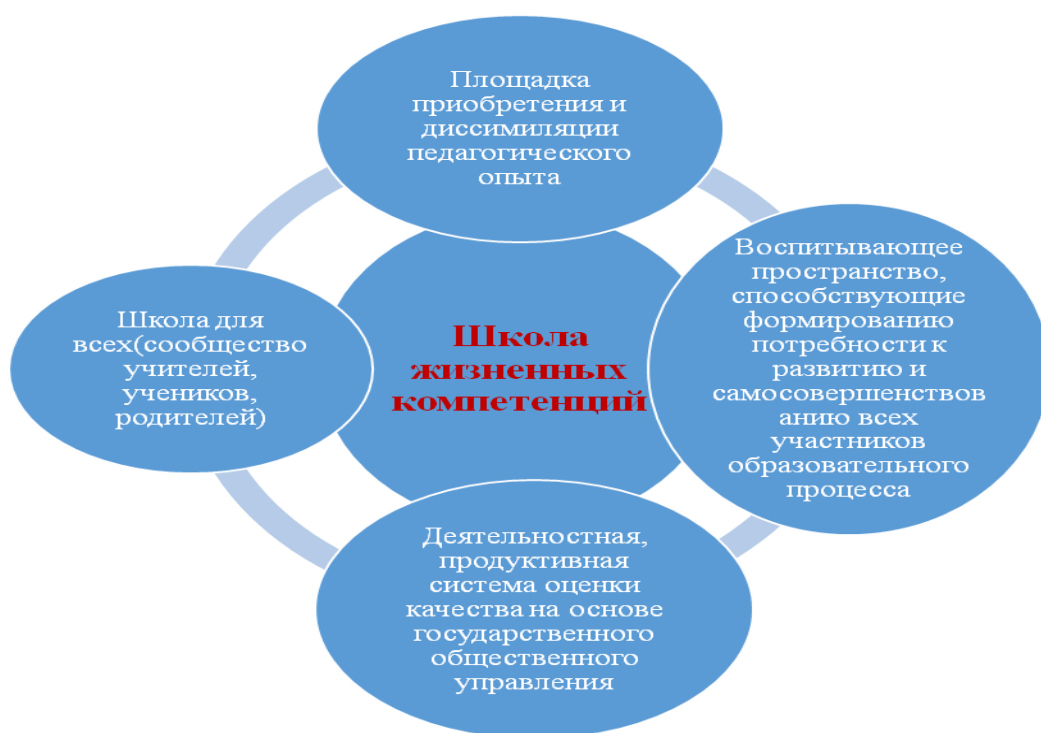 Площадка
приобретения и
диссимиляции
педагогического
опыта
Воспитывающее
пространство,
способствующие
формированию
потребности к
развитию и
самосовершенствов
анию всех
участников
образовательного
процесса
Школа
жизненных
компетенций
Школа для
всех(сообщество
учителей,
учеников,
родителей)
Деятельностная,
продуктивная
система оценки
качества на основе
государственного
общественного
управления